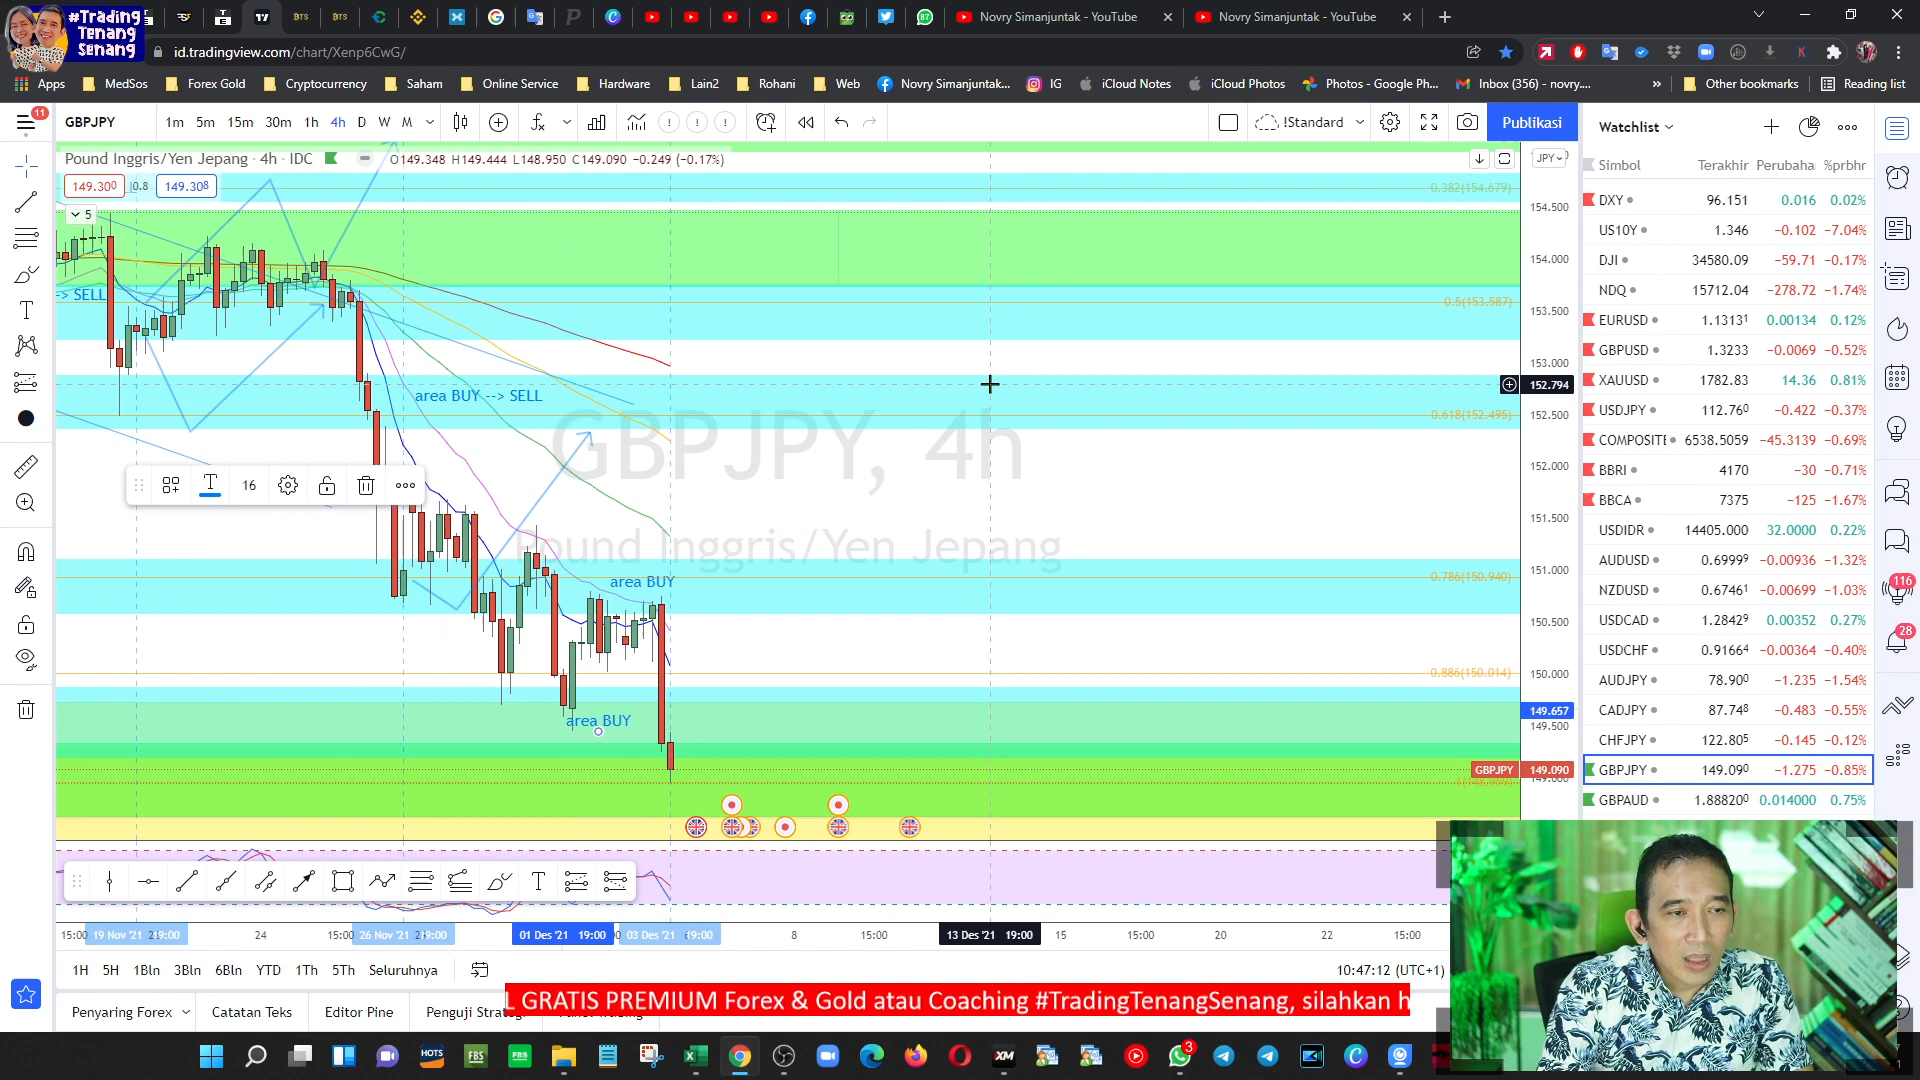 #Trading
Tenang
Senang
BTS
BTS
Novry Simanjuntak - YouTube
Novry Simanjuntak - YouTube
id.tradingview.com/chart/Xenp6CwG/
Apps
MedSos
Forex Gold
Cryptocurrency
Saham
Online Service
Hardware
Lain2
Rohani
Web
Novry Simanjuntak...
IG
iCloud Notes
iCloud Photos
Photos - Google Ph...
Inbox (356) - novry....
Other bookmarks
Reading list
11
GBPJPY
1m 5m 15m 30m 1h 4h D W M
!Standard
Publikasi
Watchlist
Pound Inggris/Yen Jepang · 4h · IDC
O149.348 H149.444 L148.950 C149.090 −0.249 (−0.17%)
JPY
149.300
0.8
149.308
5
Simbol Terakhir Perubaha %prbhr
DXY 96.151 0.016 0.02%
US10Y 1.346 −0.102 −7.04%
DJI 34580.09 −59.71 −0.17%
NDQ 15712.04 −278.72 −1.74%
EURUSD 1.13131 0.00134 0.12%
GBPUSD 1.3233 −0.0069 −0.52%
XAUUSD 1782.83 14.36 0.81%
USDJPY 112.760 −0.422 −0.37%
COMPOSITE 6538.5059 −45.3139 −0.69%
BBRI 4170 −30 −0.71%
BBCA 7375 −125 −1.67%
USDIDR 14405.000 32.0000 0.22%
AUDUSD 0.69999 −0.00936 −1.32%
NZDUSD 0.67461 −0.00699 −1.03%
USDCAD 1.28429 0.00352 0.27%
USDCHF 0.91664 −0.00364 −0.40%
AUDJPY 78.900 −1.235 −1.54%
CADJPY 87.748 −0.483 −0.55%
CHFJPY 122.805 −0.145 −0.12%
GBPJPY 149.090 −1.275 −0.85%
GBPAUD 1.888200 0.014000 0.75%
116
28
0.382(154.679)
0.5(153.587)
0.618(152.495)
0.786(150.940)
0.886(150.014)
154.500
154.000
153.500
153.000
152.794
152.500
152.000
151.500
151.000
150.500
150.000
149.657
149.500
GBPJPY 149.090
--> SELL
area BUY --> SELL
GBPJPY, 4h
Pound Inggris/Yen Jepang
area BUY
area BUY
16
15:00 19 Nov '21 19:00 24 15:00 26 Nov '21 19:00 01 Des '21 19:00 03 Des '21 19:00 8 15:00 13 Des '21 19:00 15 15:00 20 22 15:00
1H 5H 1Bln 3Bln 6Bln YTD 1Th 5Th Seluruhnya
10:47:12 (UTC+1)
L GRATIS PREMIUM Forex & Gold atau Coaching #TradingTenangSenang, silahkan h
Penyaring Forex
Catatan Teks
Editor Pine
Penguji Strategi
HOTS
FBS
FBS
XM
3